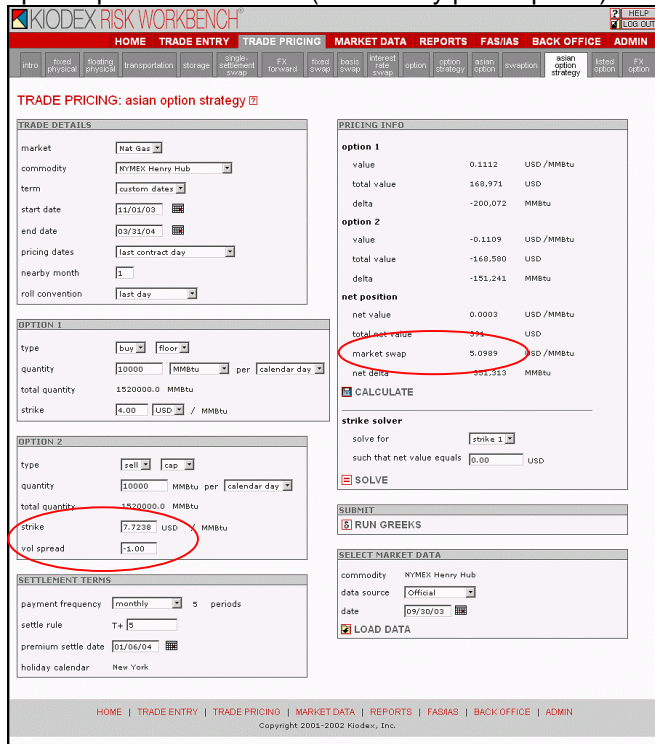 KIODEX RISK WORKBENCH®
? HELP
LOG OUT
HOME TRADE ENTRY TRADE PRICING MARKET DATA REPORTS FAS/IAS BACK OFFICE ADMIN
intro fixed physical floating physical transportation storage single-settlement swap FX forward fixed swap basis swap interest rate swap option option strategy asian option swaption asian option strategy listed option FX option
TRADE PRICING: asian option strategy ?
TRADE DETAILS
market Nat Gas
commodity NYMEX Henry Hub
term custom dates
start date 11/01/03
end date 03/31/04
pricing dates last contract day
nearby month 1
roll convention last day
OPTION 1
type buy floor
quantity 10000 MMBtu per calendar day
total quantity 1520000.0 MMBtu
strike 4.00 USD / MMBtu
OPTION 2
type sell cap
quantity 10000 MMBtu per calendar day
total quantity 1520000.0 MMBtu
strike 7.7238 USD / MMBtu
vol spread -1.00
SETTLEMENT TERMS
payment frequency monthly 5 periods
settle rule T+ 5
premium settle date 01/06/04
holiday calendar New York
PRICING INFO
option 1
value 0.1112 USD /MMBtu
total value 168,971 USD
delta -200,072 MMBtu
option 2
value -0.1109 USD /MMBtu
total value -168,580 USD
delta -151,241 MMBtu
net position
net value 0.0003 USD /MMBtu
total net value 391 USD
market swap 5.0989 USD /MMBtu
net delta -351,313 MMBtu
CALCULATE
strike solver
solve for strike 1
such that net value equals 0.00 USD
SOLVE
SUBMIT
RUN GREEKS
SELECT MARKET DATA
commodity NYMEX Henry Hub
data source Official
date 09/30/03
LOAD DATA
HOME | TRADE ENTRY | TRADE PRICING | MARKET DATA | REPORTS | FAS/IAS | BACK OFFICE | ADMIN
Copyright 2001-2002 Kiodex, Inc.